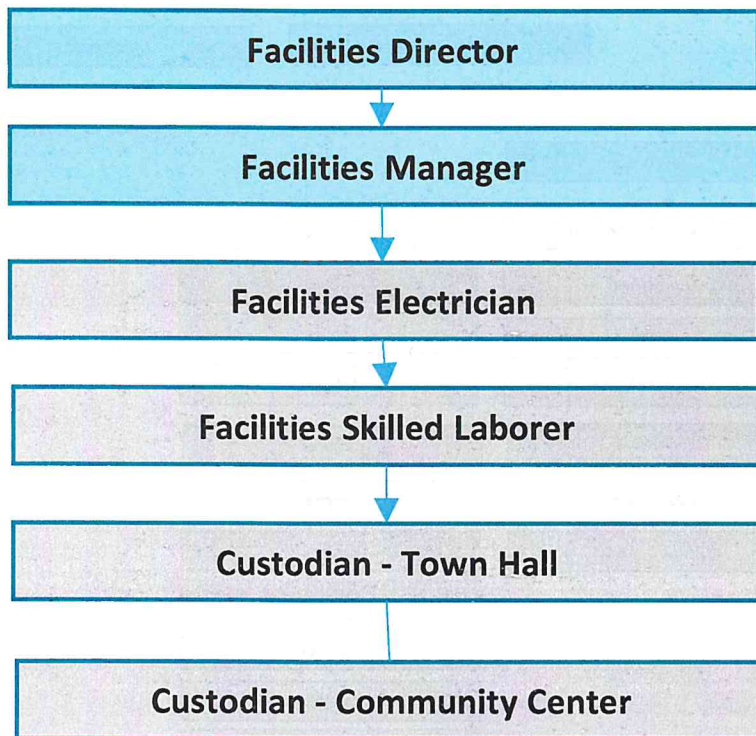 Facilities Director
Facilities Manager
Facilities Electrician
Facilities Skilled Laborer
Custodian - Town Hall
Custodian - Community Center